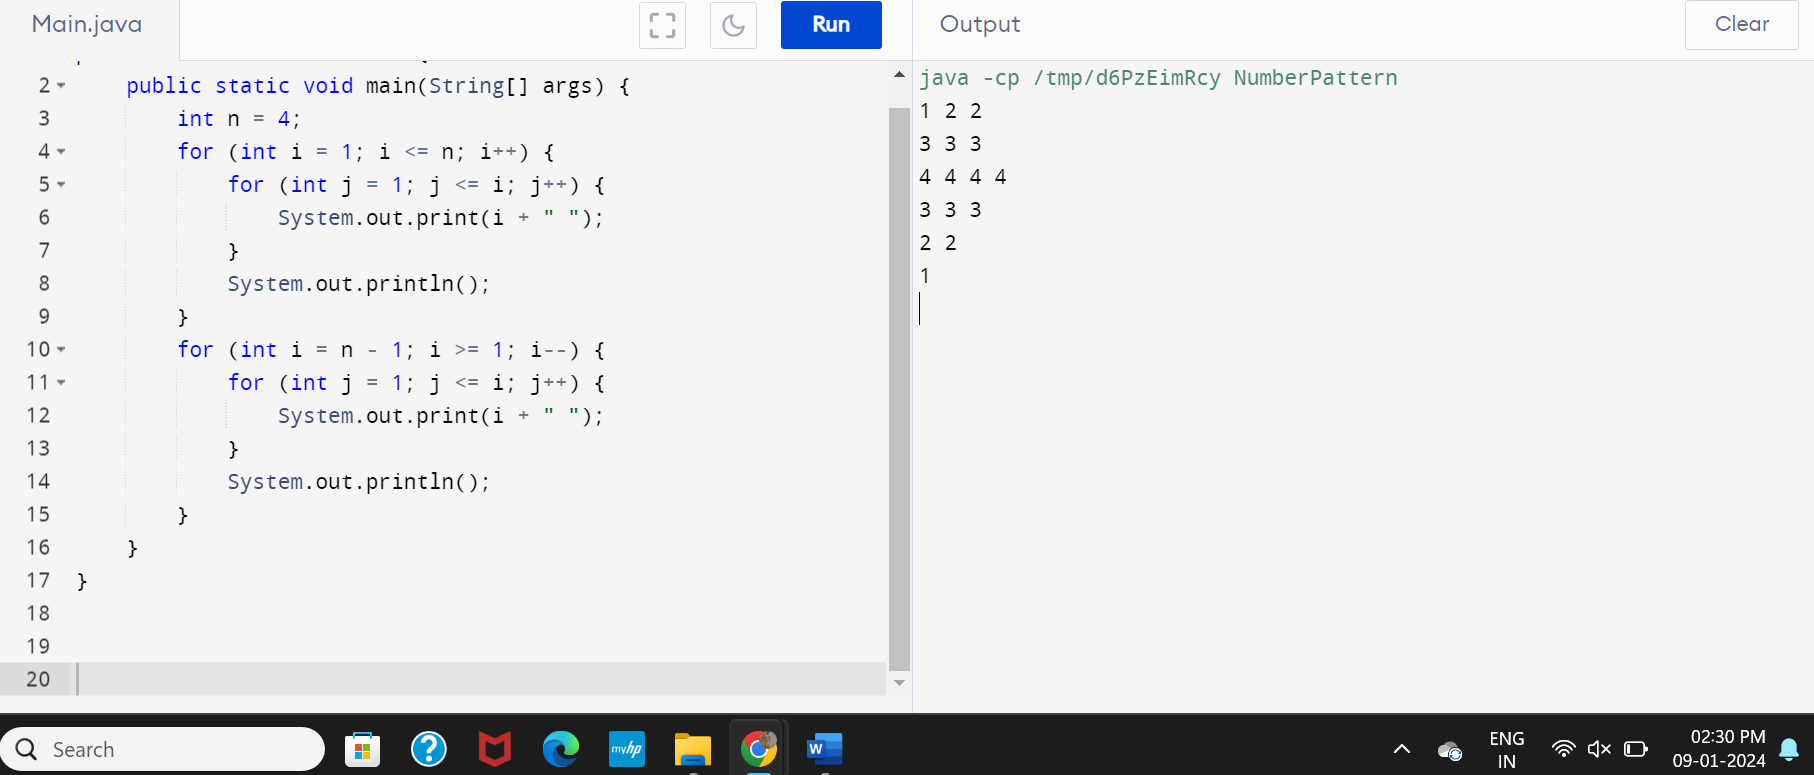 Main.java
Run
Output
Clear
2 public static void main(String[] args) {
3 int n = 4;
4 for (int i = 1; i <= n; i++) {
5 for (int j = 1; j <= i; j++) {
6 System.out.print(i + " ");
7 }
8 System.out.println();
9 }
10 for (int i = n - 1; i >= 1; i--) {
11 for (int j = 1; j <= i; j++) {
12 System.out.print(i + " ");
13 }
14 System.out.println();
15 }
16 }
17 }
18
19
20
java -cp /tmp/d6PzEimRcy NumberPattern
1 2 2
3 3 3
4 4 4 4
3 3 3
2 2
1
Search
?
myhp
W
ENG
IN
02:30 PM
09-01-2024